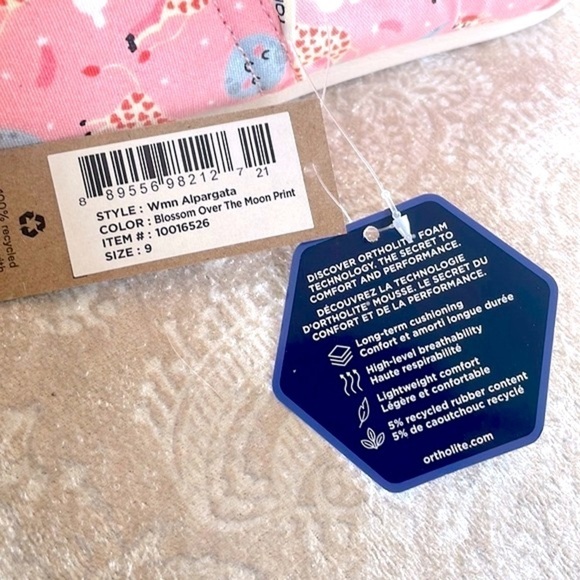 8 89556 98212 7 21
STYLE : Wmn Alpargata
COLOR : Blossom Over The Moon Print
ITEM # : 10016526
SIZE : 9
100% recycled
DISCOVER ORTHOLITE® FOAM
TECHNOLOGY. THE SECRET TO
COMFORT AND PERFORMANCE.
DÉCOUVREZ LA TECHNOLOGIE
D'ORTHOLITE® MOUSSE. LE SECRET DU
CONFORT ET DE LA PERFORMANCE.
Long-term cushioning
Confort et amorti longue durée
High-level breathability
Haute respirabilité
Lightweight comfort
Légère et confortable
5% recycled rubber content
5% de caoutchouc recyclé
ortholite.com